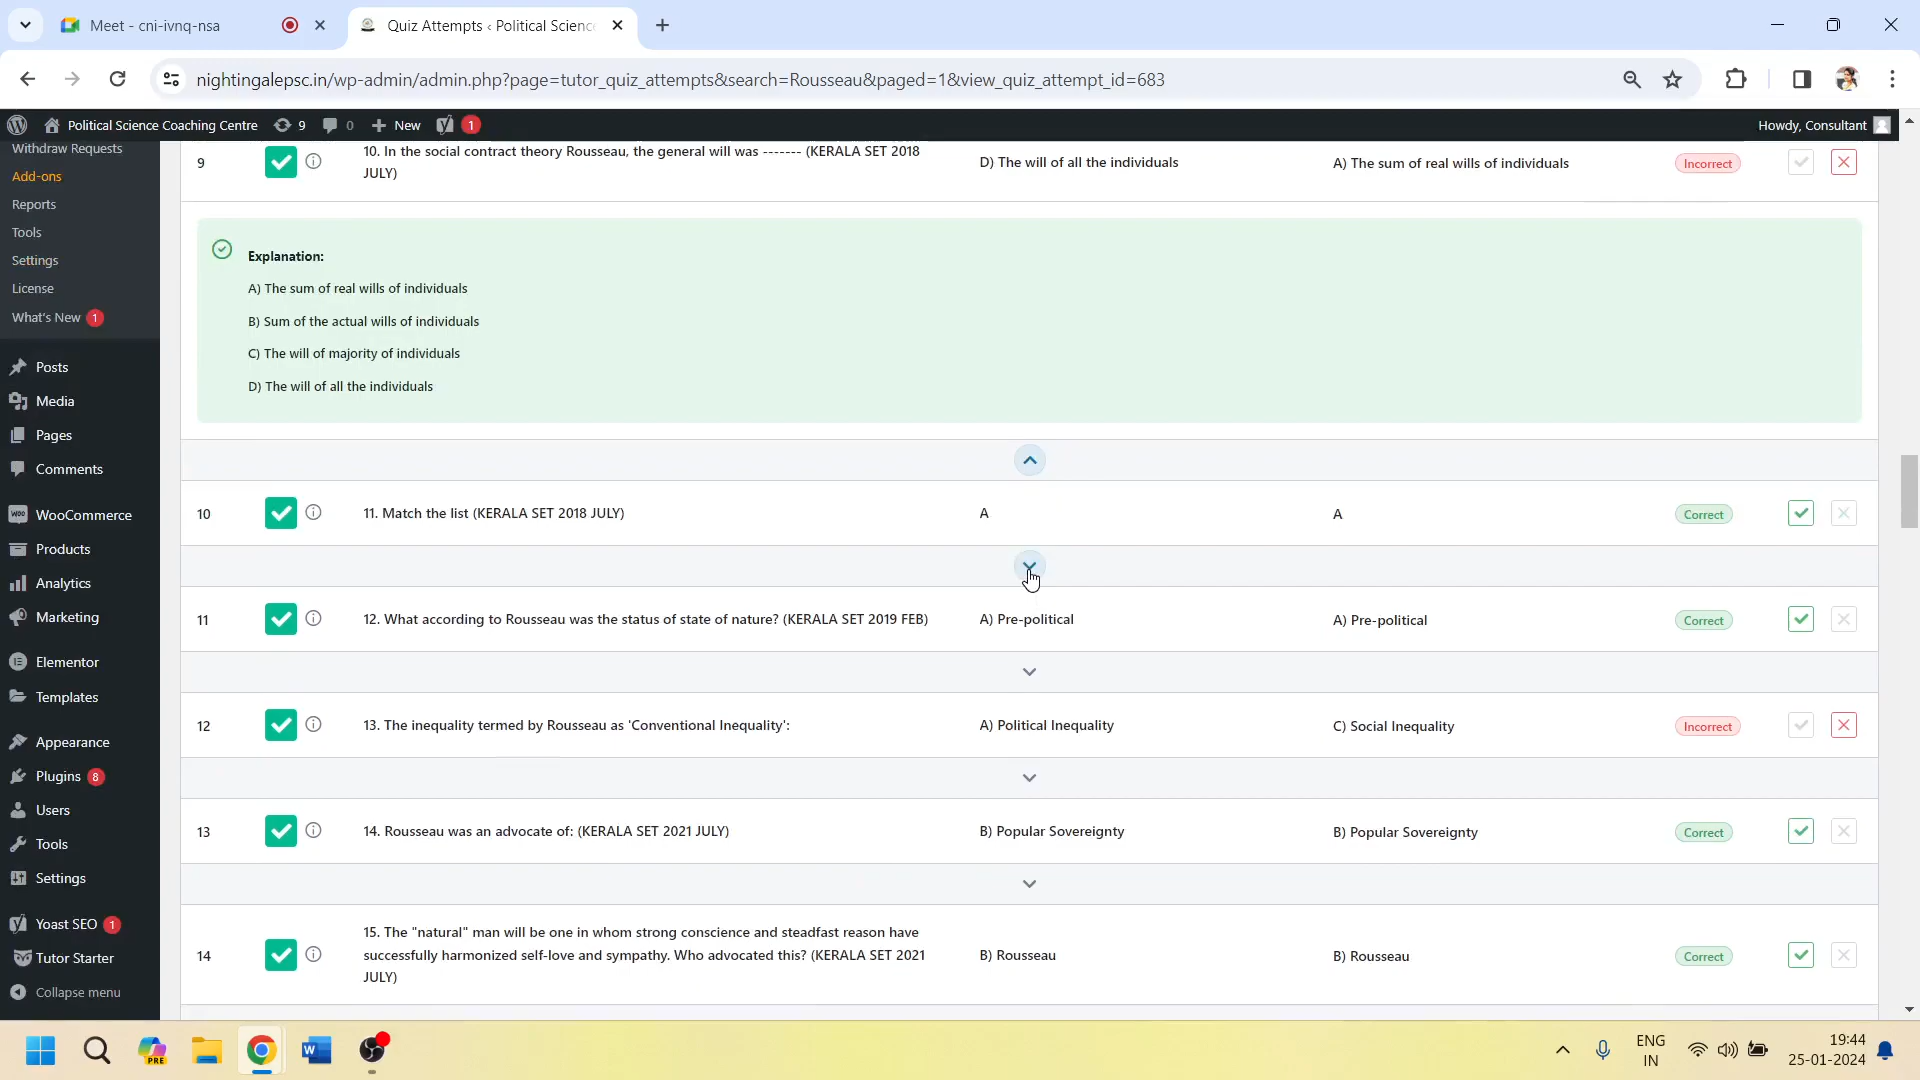 Meet - cni-ivnq-nsa
Quiz Attempts ‹ Political Science
nightingalepsc.in/wp-admin/admin.php?page=tutor_quiz_attempts&search=Rousseau&paged=1&view_quiz_attempt_id=683
Political Science Coaching Centre 9 0 New 1 Howdy, Consultant
Withdraw Requests
Add-ons
Reports
Tools
Settings
License
What's New 1
Posts
Media
Pages
Comments
WooCommerce
Products
Analytics
Marketing
Elementor
Templates
Appearance
Plugins 8
Users
Tools
Settings
Yoast SEO 1
Tutor Starter
Collapse menu
9 10. In the social contract theory Rousseau, the general will was ------- (KERALA SET 2018 JULY) D) The will of all the individuals A) The sum of real wills of individuals Incorrect
Explanation:
A) The sum of real wills of individuals
B) Sum of the actual wills of individuals
C) The will of majority of individuals
D) The will of all the individuals
10 11. Match the list (KERALA SET 2018 JULY) A A Correct
11 12. What according to Rousseau was the status of state of nature? (KERALA SET 2019 FEB) A) Pre-political A) Pre-political Correct
12 13. The inequality termed by Rousseau as 'Conventional Inequality': A) Political Inequality C) Social Inequality Incorrect
13 14. Rousseau was an advocate of: (KERALA SET 2021 JULY) B) Popular Sovereignty B) Popular Sovereignty Correct
14 15. The "natural" man will be one in whom strong conscience and steadfast reason have
successfully harmonized self-love and sympathy. Who advocated this? (KERALA SET 2021
JULY) B) Rousseau B) Rousseau Correct
PRE
ENG
IN
19:44
25-01-2024